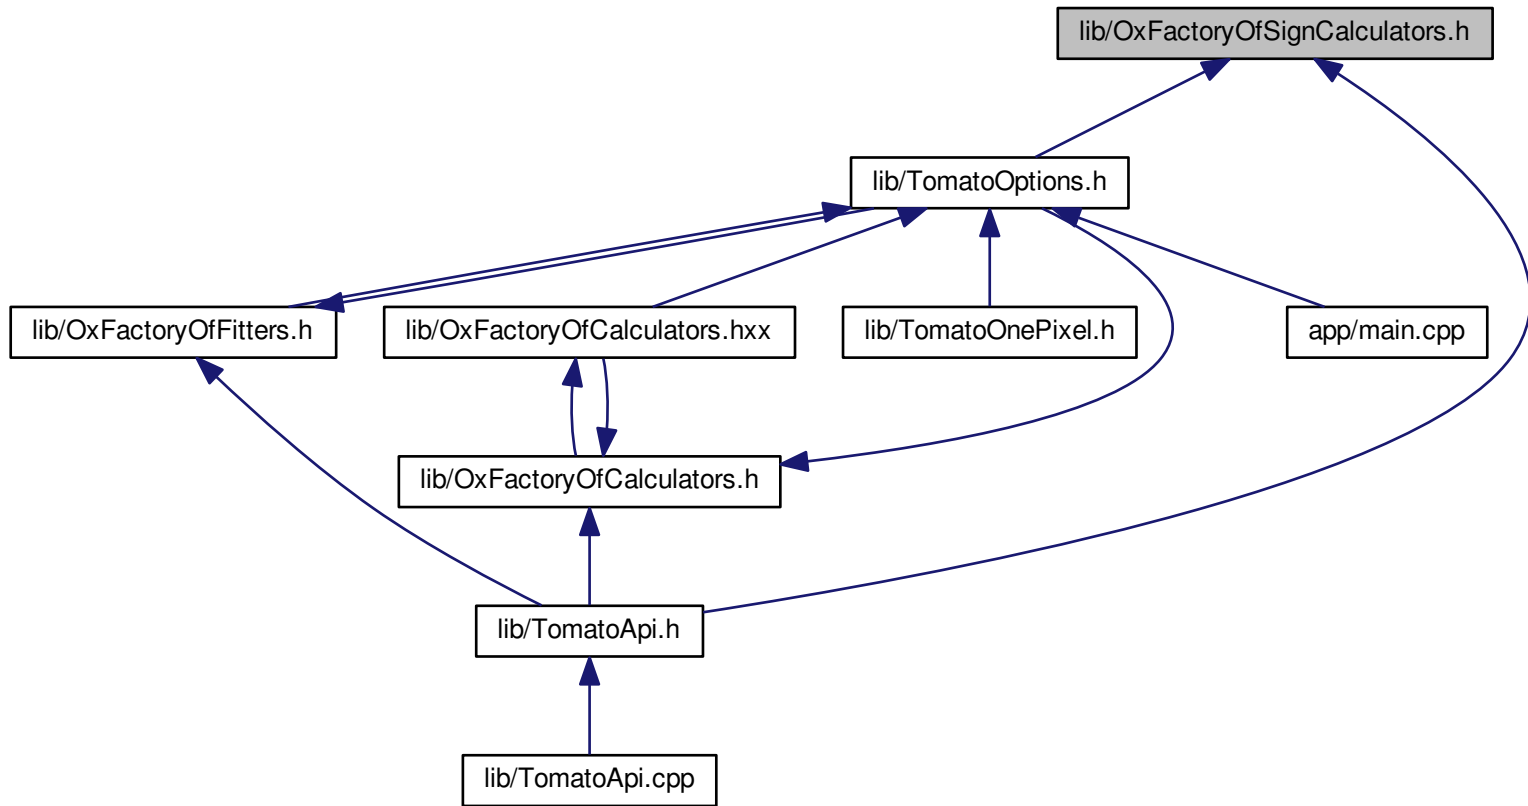 lib/OxFactoryOfSignCalculators.h
lib/TomatoOptions.h
lib/OxFactoryOfFitters.h
lib/OxFactoryOfCalculators.hxx
lib/TomatoOnePixel.h
app/main.cpp
lib/OxFactoryOfCalculators.h
lib/TomatoApi.h
lib/TomatoApi.cpp